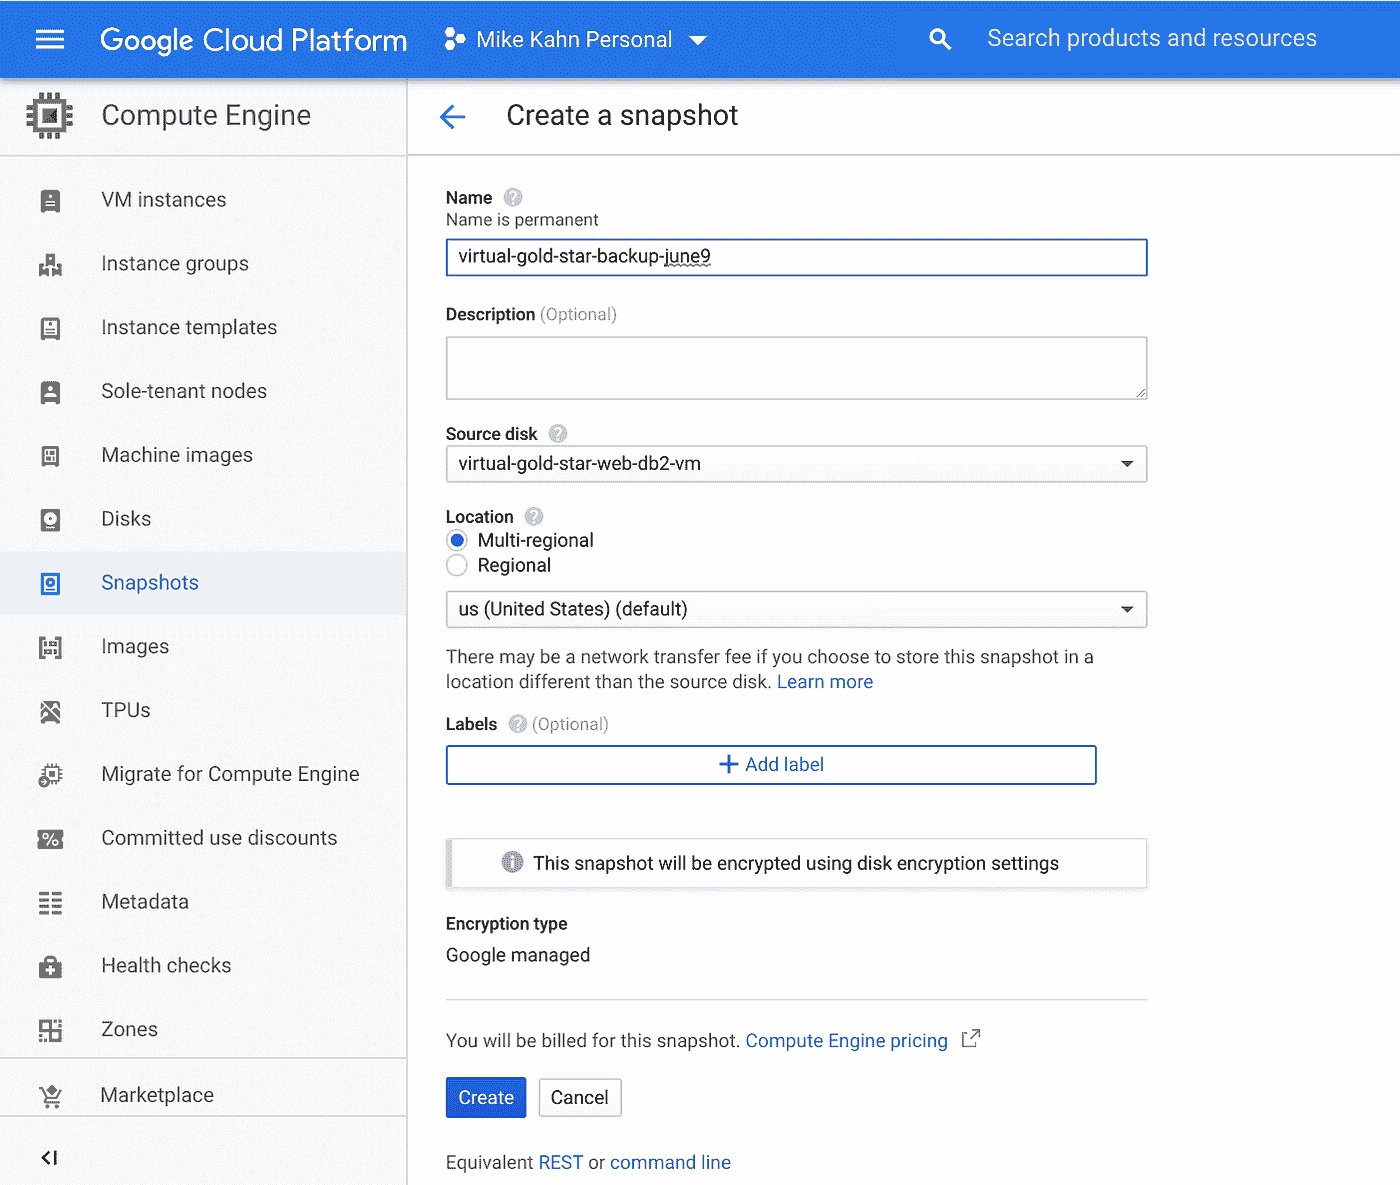 Google Cloud Platform
Mike Kahn Personal
Search products and resources
Compute Engine
VM instances
Instance groups
Instance templates
Sole-tenant nodes
Machine images
Disks
Snapshots
Images
TPUs
Migrate for Compute Engine
Committed use discounts
Metadata
Health checks
Zones
Marketplace
Create a snapshot
Name
Name is permanent
virtual-gold-star-backup-june9
Description (Optional)
Source disk
virtual-gold-star-web-db2-vm
Location
Multi-regional
Regional
us (United States) (default)
There may be a network transfer fee if you choose to store this snapshot in a
location different than the source disk. Learn more
Labels (Optional)
Add label
This snapshot will be encrypted using disk encryption settings
Encryption type
Google managed
You will be billed for this snapshot. Compute Engine pricing
Create Cancel
Equivalent REST or command line